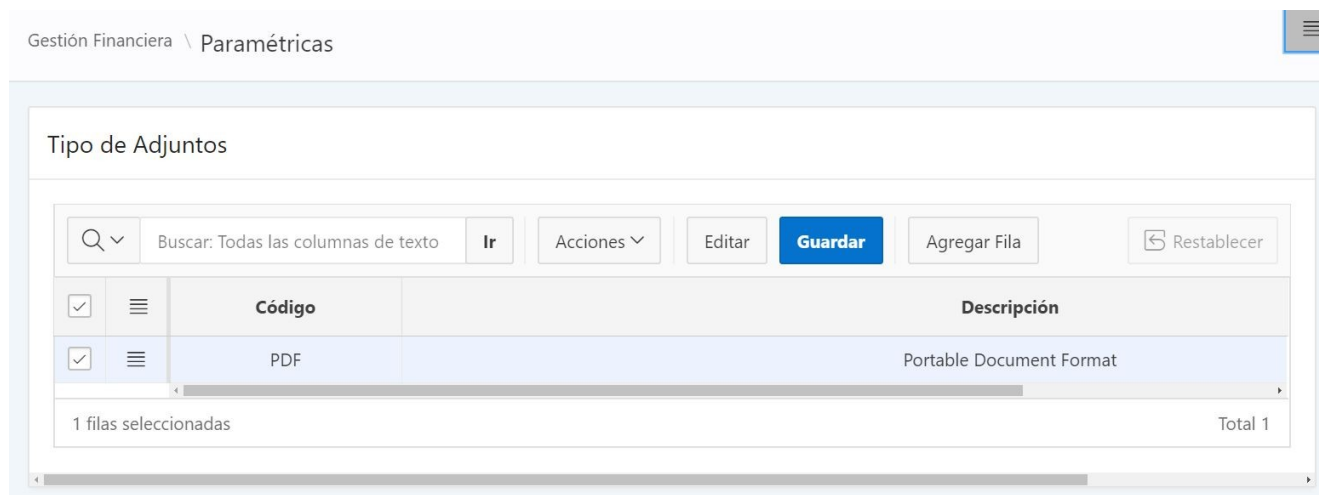 Gestión Financiera \ Paramétricas
Tipo de Adjuntos
Buscar: Todas las columnas de texto Ir Acciones Editar Guardar Agregar Fila Restablecer
Código Descripción
PDF Portable Document Format
1 filas seleccionadas Total 1